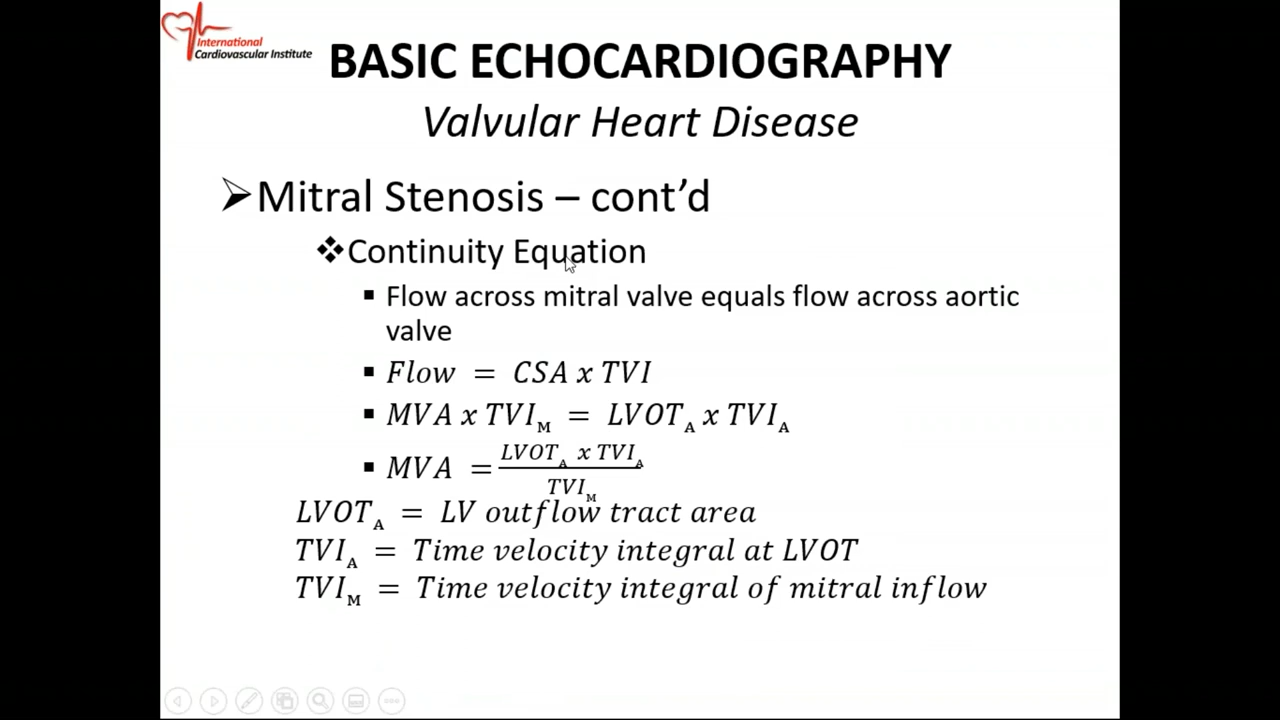 International
Cardiovascular Institute
BASIC ECHOCARDIOGRAPHY
Valvular Heart Disease
➢Mitral Stenosis – cont’d
❖Continuity Equation
▪ Flow across mitral valve equals flow across aortic
valve
▪ Flow = CSA x TVI
▪ MVA x TVI_M = LVOT_A x TVI_A
▪ MVA = (LVOT_A x TVI_A) / TVI_M
LVOT_A = LV outflow tract area
TVI_A = Time velocity integral at LVOT
TVI_M = Time velocity integral of mitral inflow